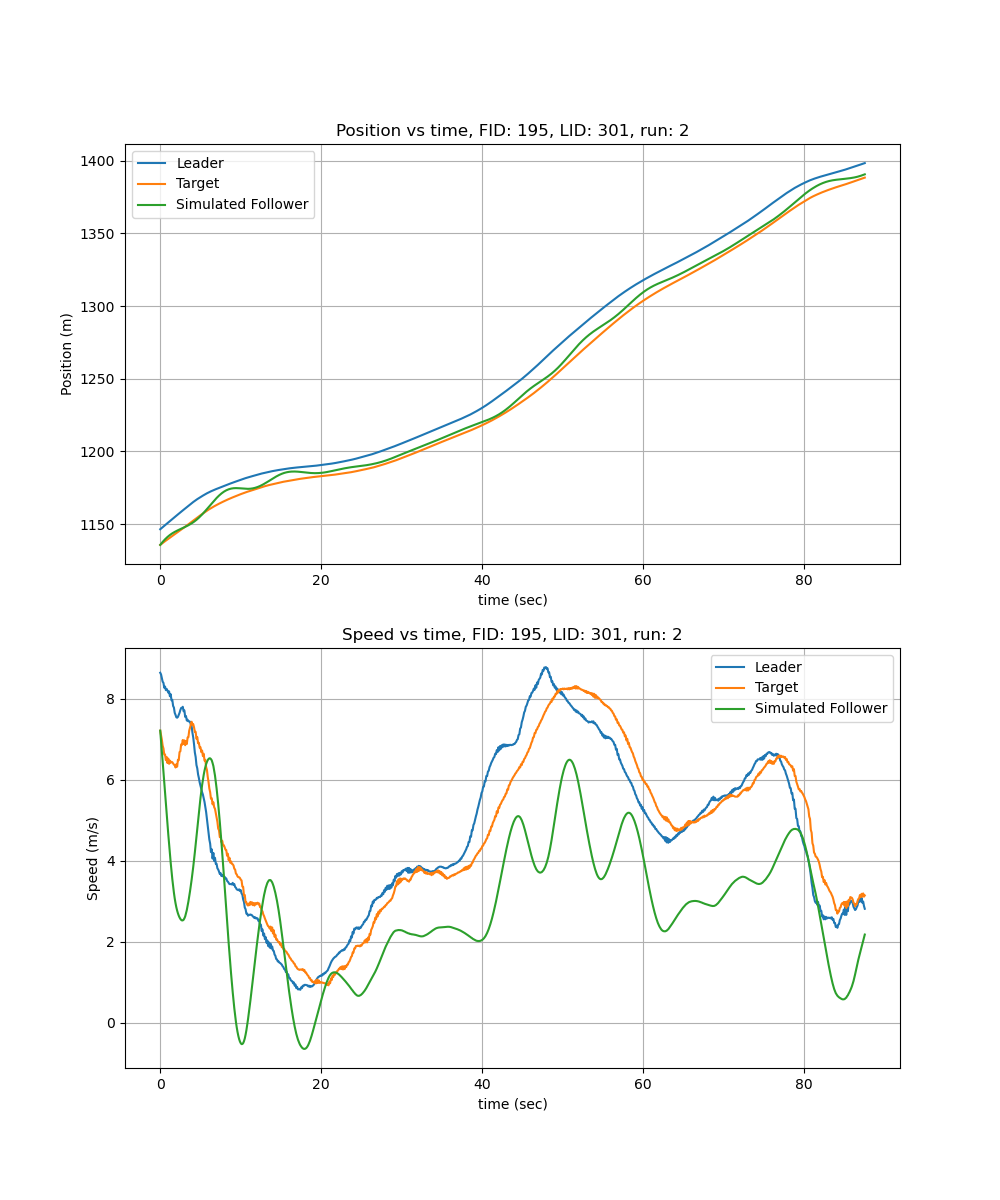 Position vs time, FID: 195, LID: 301, run: 2
Leader
Target
Simulated Follower
1400
1350
1300
1250
1200
1150
Position (m)
0 20 40 60 80
time (sec)
Speed vs time, FID: 195, LID: 301, run: 2
Leader
Target
Simulated Follower
8
6
4
2
0
Speed (m/s)
0 20 40 60 80
time (sec)